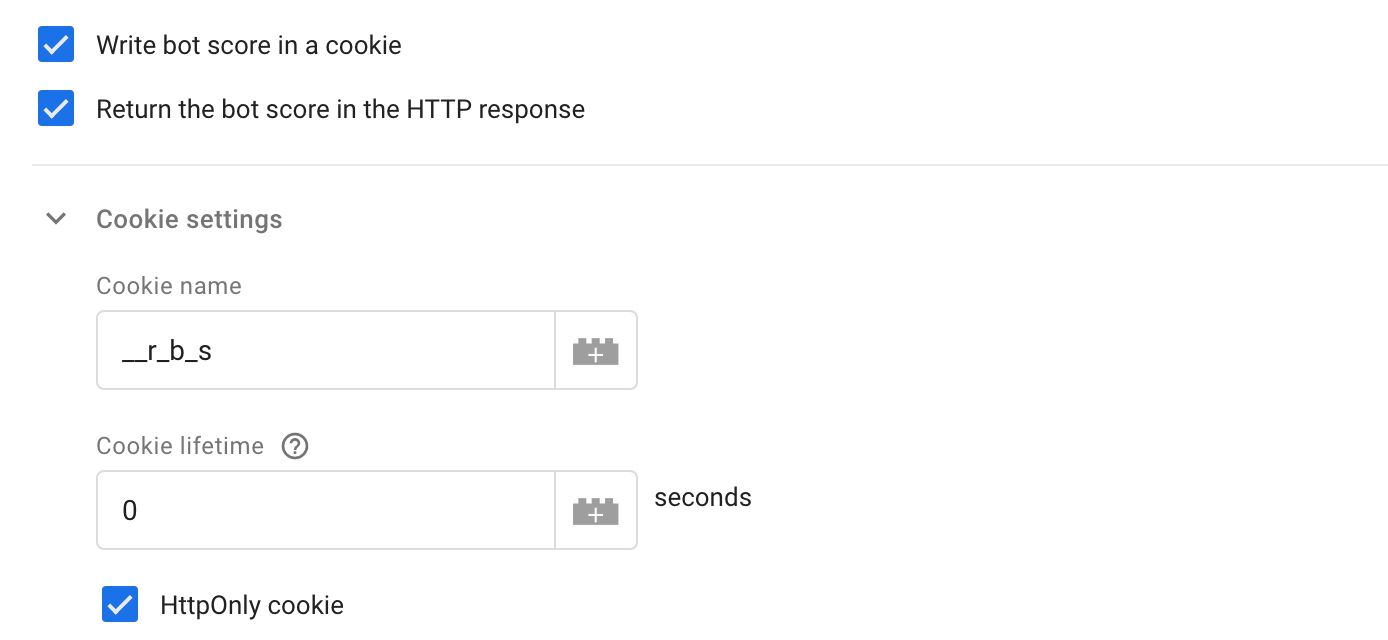 Write bot score in a cookie
Return the bot score in the HTTP response
Cookie settings
Cookie name
__r_b_s
Cookie lifetime
0 seconds
HttpOnly cookie